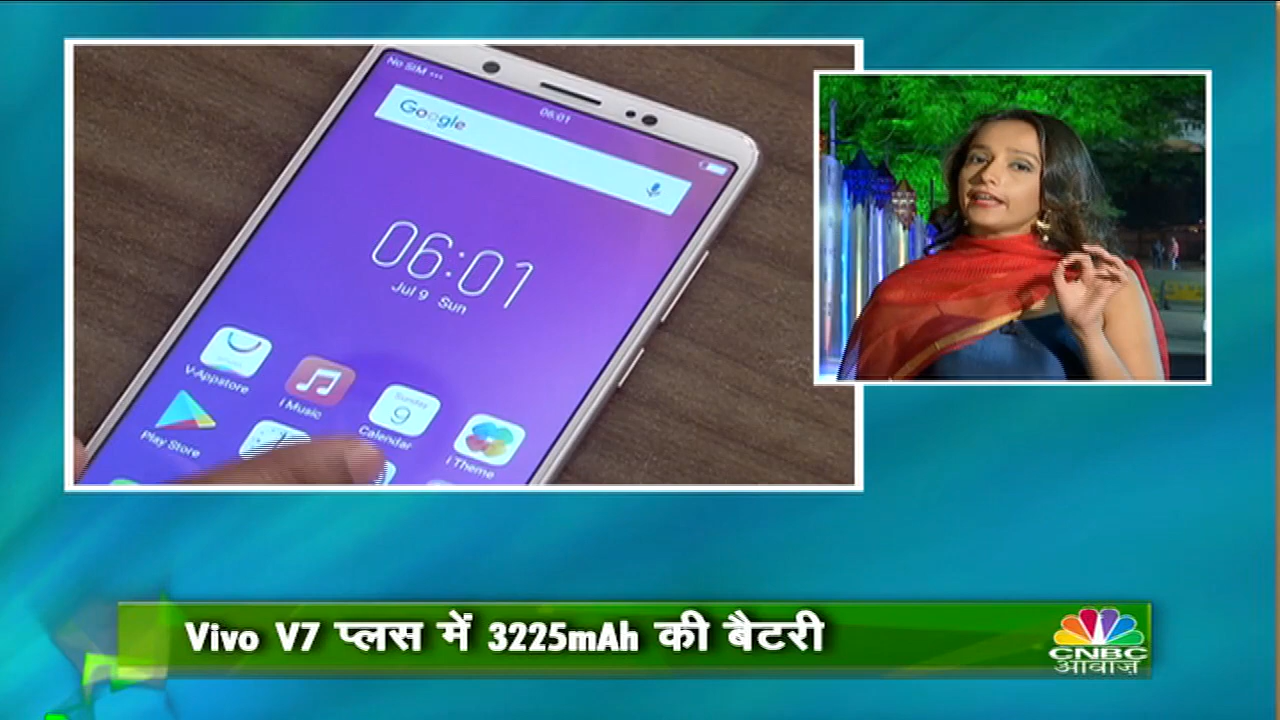 No SIM
06:01
Google
06:01
Jul 9 Sun
V-Appstore
i Music
Sunday
9
Calendar
i Theme
Play Store
Vivo V7 प्लस में 3225mAh की बैटरी
CNBC
आवाज़